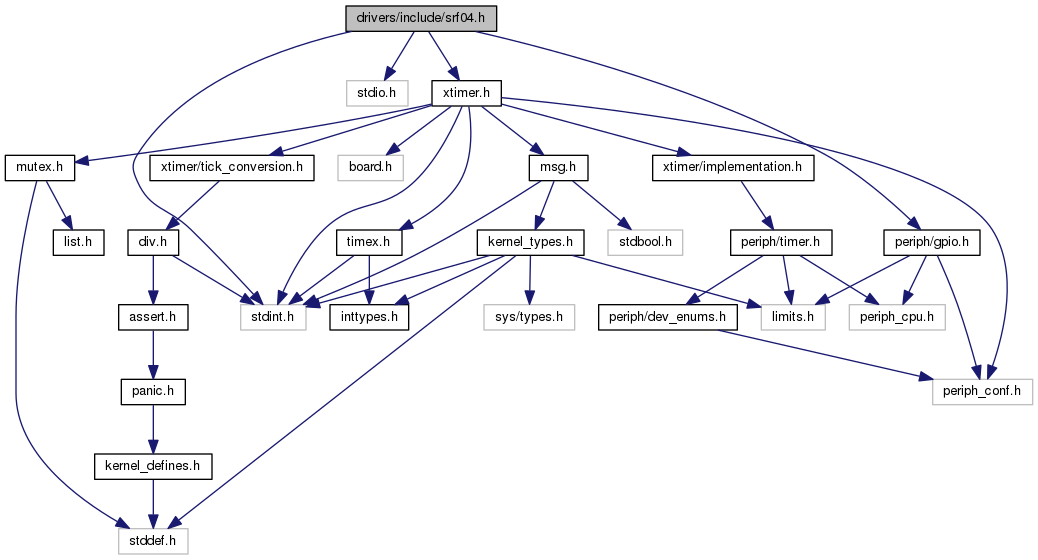 drivers/include/srf04.h
stdio.h
xtimer.h
mutex.h
xtimer/tick_conversion.h
board.h
msg.h
xtimer/implementation.h
list.h
div.h
timex.h
kernel_types.h
stdbool.h
periph/timer.h
periph/gpio.h
assert.h
stdint.h
inttypes.h
sys/types.h
periph/dev_enums.h
limits.h
periph_cpu.h
panic.h
periph_conf.h
kernel_defines.h
stddef.h